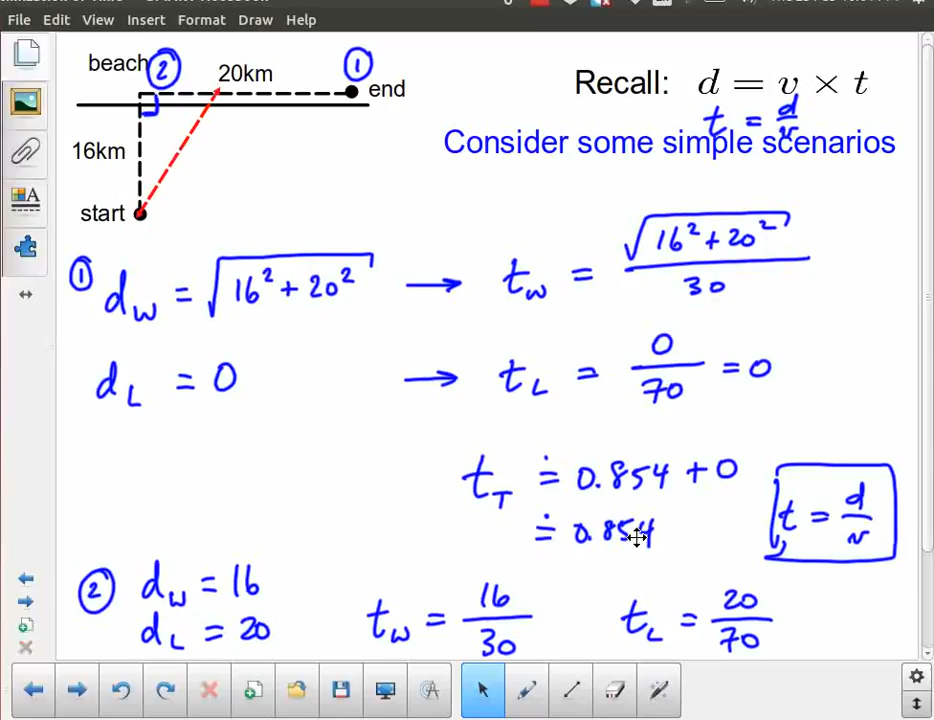 File Edit View Insert Format Draw Help
beach ② 20km ① end
Recall: d = v × t
t = d/v
Consider some simple scenarios
16km
start
① d_W = √(16² + 20²) → t_W = √(16² + 20²)/30
d_L = 0 → t_L = 0/70 = 0
t_T ≐ 0.854 + 0
≐ 0.854
t = d/v
② d_W = 16
d_L = 20
t_W = 16/30 t_L = 20/70